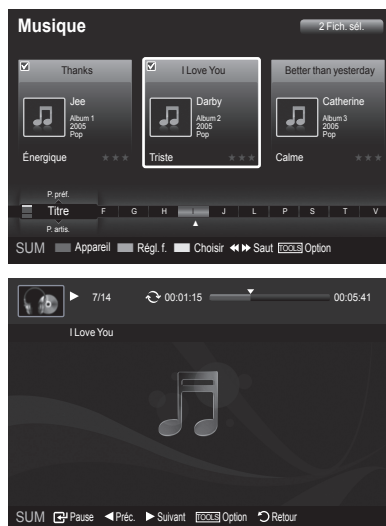 Musique
2 Fich. sél.
Thanks
I Love You
Better than yesterday
Jee
Album 1
2005
Pop
Darby
Album 2
2005
Pop
Catherine
Album 3
2005
Pop
Énergique
Triste
Calme
P. préf.
Titre F G H I J L P S T V
P. artis.
SUM Appareil Régl. f. Choisir Saut TOOLS Option
7/14 00:01:15 00:05:41
I Love You
SUM Pause Préc. Suivant TOOLS Option Retour